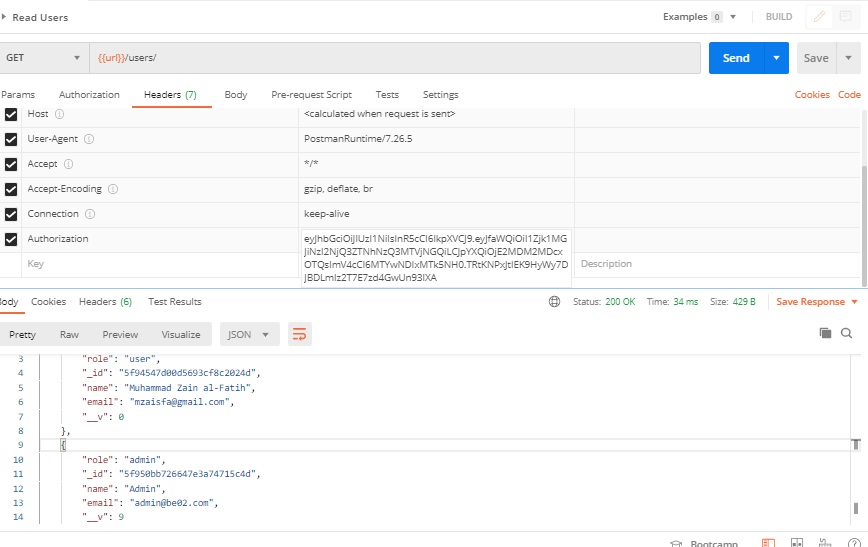 Read Users
Examples 0
BUILD
GET
{{url}}/users/
Send
Save
Params
Authorization
Headers (7)
Body
Pre-request Script
Tests
Settings
Cookies
Code
Host
<calculated when request is sent>
User-Agent
PostmanRuntime/7.26.5
Accept
*/*
Accept-Encoding
gzip, deflate, br
Connection
keep-alive
Authorization
Key
Description
Body
Cookies
Headers (6)
Test Results
Status: 200 OK
Time: 34 ms
Size: 429 B
Save Response
Pretty
Raw
Preview
Visualize
JSON
3 "role": "user",
4 "_id": "5f94547d00d5693cf8c2024d",
5 "name": "Muhammad Zain al-Fatih",
6 "email": "mzaisfa@gmail.com",
7 "__v": 0
8 },
9 {
10 "role": "admin",
11 "_id": "5f950bb726647e3a74715c4d",
12 "name": "Admin",
13 "email": "admin@be02.com",
14 "__v": 9
Bootcamp